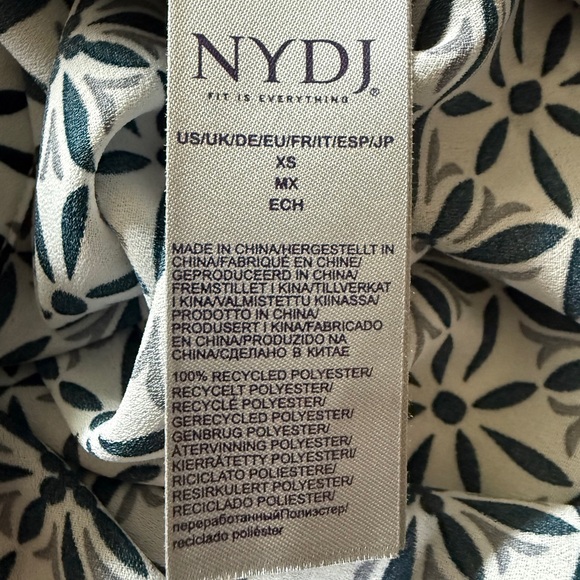 NYDJ®
FIT IS EVERYTHING
US/UK/DE/EU/FR/IT/ESP/JP
XS
MX
ECH
MADE IN CHINA/HERGESTELLT IN
CHINA/FABRIQUÉ EN CHINE/
GEPRODUCEERD IN CHINA/
FREMSTILLET I KINA/TILLVERKAT
I KINA/VALMISTETTU KIINASSA/
PRODOTTO IN CHINA/
PRODUSERT I KINA/FABRICADO
EN CHINA/PRODUZIDO NA
CHINA/СДЕЛАНО В КИТАЕ
100% RECYCLED POLYESTER/
RECYCELT POLYESTER/
RECYCLÉ POLYESTER/
GERECYCLED POLYESTER/
GENBRUG POLYESTER/
ÅTERVINNING POLYESTER/
KIERRÄTETTY POLYESTER/
RICICLATO POLIESTERE/
RESIRKULERT POLYESTER/
RECICLADO POLIÉSTER/
переработанныйПолиэстер/
reciclado poliéster